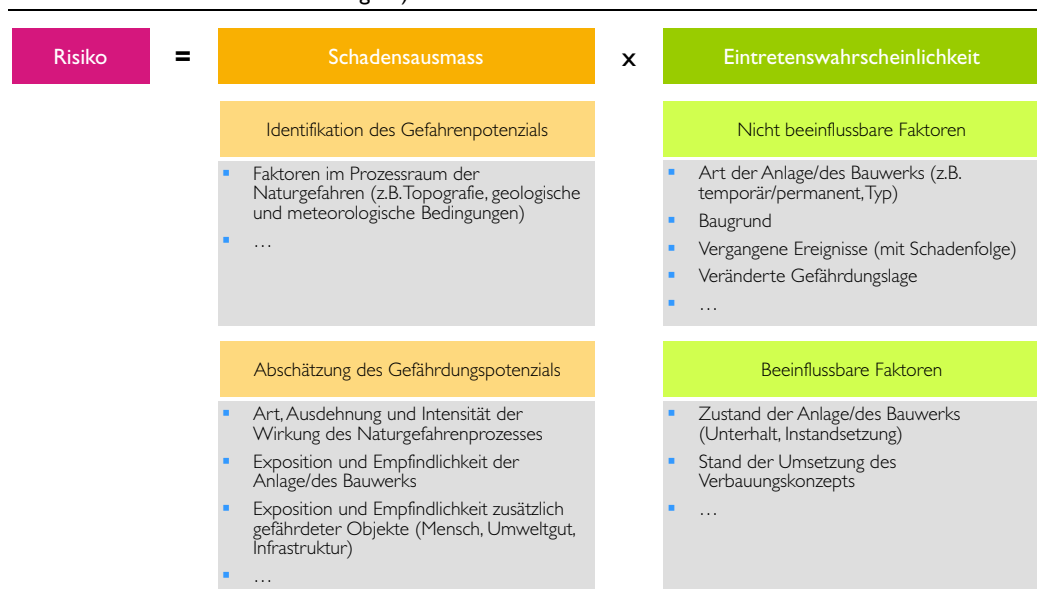 Risiko = Schadensausmass x Eintretenswahrscheinlichkeit
Identifikation des Gefahrenpotenzials
▪ Faktoren im Prozessraum der
Naturgefahren (z.B. Topografie, geologische
und meteorologische Bedingungen)
▪ …
Nicht beeinflussbare Faktoren
▪ Art der Anlage/des Bauwerks (z.B.
temporär/permanent, Typ)
▪ Baugrund
▪ Vergangene Ereignisse (mit Schadenfolge)
▪ Veränderte Gefährdungslage
▪ …
Abschätzung des Gefährdungspotenzials
▪ Art, Ausdehnung und Intensität der
Wirkung des Naturgefahrenprozesses
▪ Exposition und Empfindlichkeit der
Anlage/des Bauwerks
▪ Exposition und Empfindlichkeit zusätzlich
gefährdeter Objekte (Mensch, Umweltgut,
Infrastruktur)
▪ …
Beeinflussbare Faktoren
▪ Zustand der Anlage/des Bauwerks
(Unterhalt, Instandsetzung)
▪ Stand der Umsetzung des
Verbauungskonzepts
▪ …